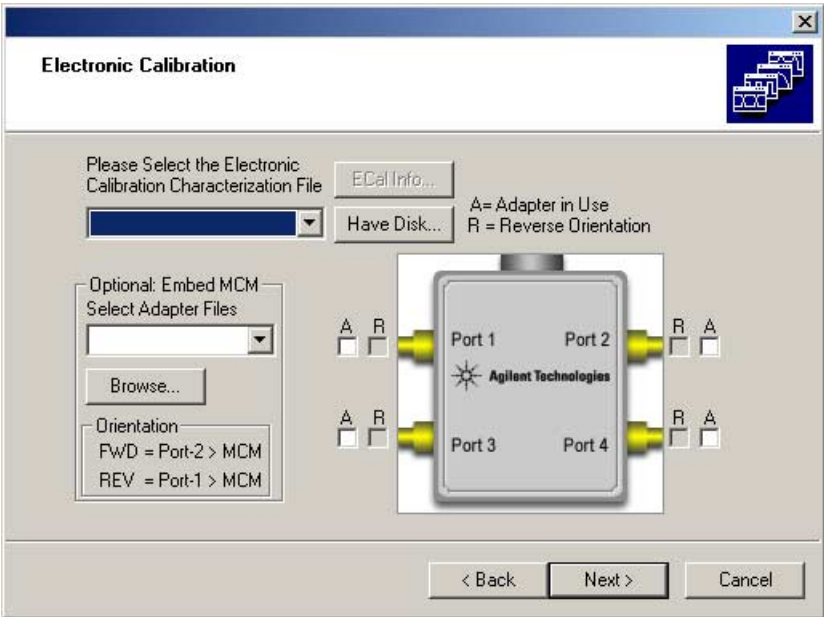 Electronic Calibration
Please Select the Electronic
Calibration Characterization File
ECal Info...
Have Disk...
A= Adapter in Use
R = Reverse Orientation
Optional: Embed MCM
Select Adapter Files
Browse...
Orientation
FWD = Port-2 > MCM
REV = Port-1 > MCM
A R
Port 1
Port 2
R A
Agilent Technologies
A R
Port 3
Port 4
R A
< Back
Next >
Cancel